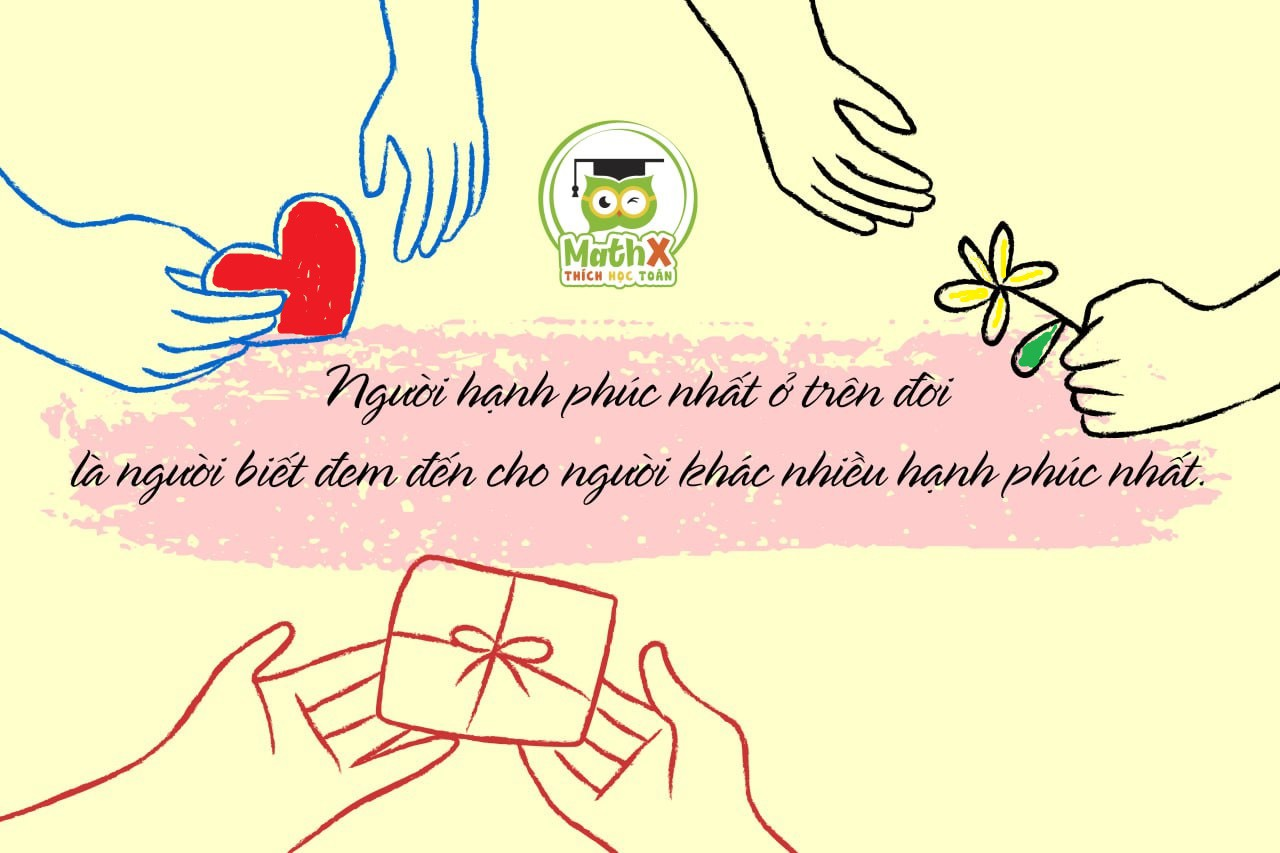 MathX
THÍCH HỌC TOÁN
Người hạnh phúc nhất ở trên đời
là người biết đem đến cho người khác nhiều hạnh phúc nhất.